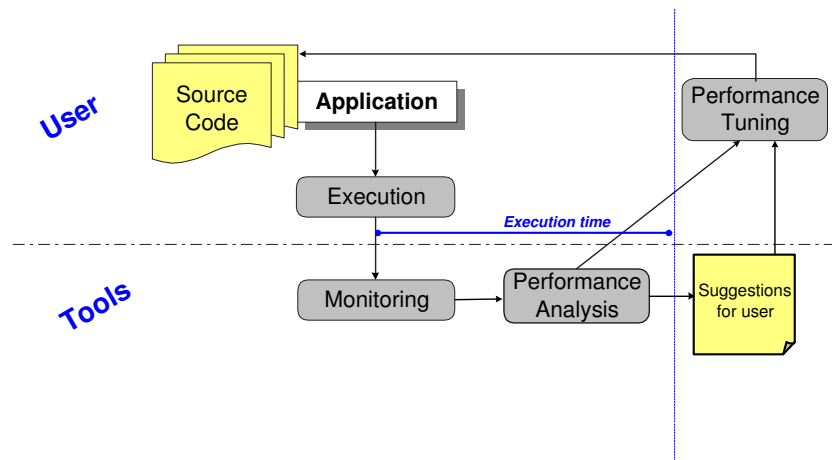 User
Source
Code
Application
Performance
Tuning
Execution
Execution time
Tools
Monitoring
Performance
Analysis
Suggestions
for user